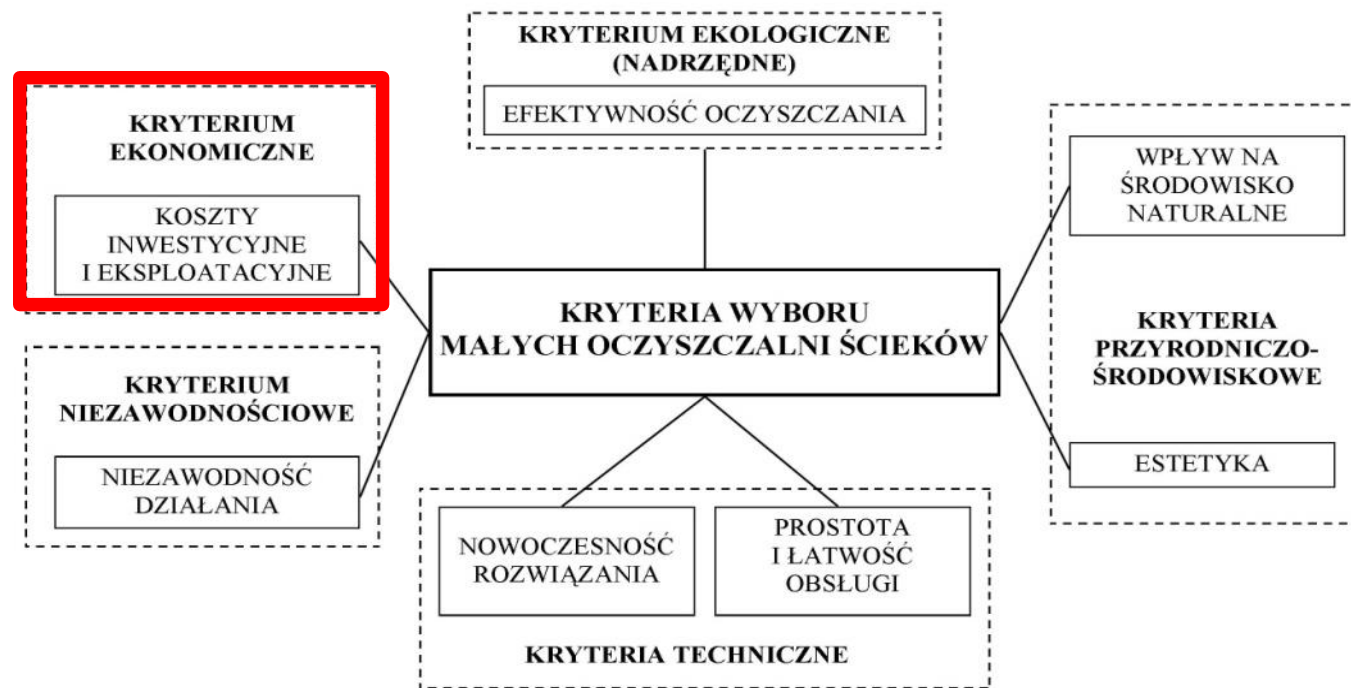 KRYTERIUM EKOLOGICZNE
(NADRZĘDNE)
EFEKTYWNOŚĆ OCZYSZCZANIA
KRYTERIUM
EKONOMICZNE
KOSZTY
INWESTYCYJNE
I EKSPLOATACYJNE
WPŁYW NA
ŚRODOWISKO
NATURALNE
KRYTERIA WYBORU
MAŁYCH OCZYSZCZALNI ŚCIEKÓW
KRYTERIA
PRZYRODNICZO-
ŚRODOWISKOWE
KRYTERIUM
NIEZAWODNOŚCIOWE
NIEZAWODNOŚĆ
DZIAŁANIA
ESTETYKA
NOWOCZESNOŚĆ
ROZWIĄZANIA
PROSTOTA
I ŁATWOŚĆ
OBSŁUGI
KRYTERIA TECHNICZNE